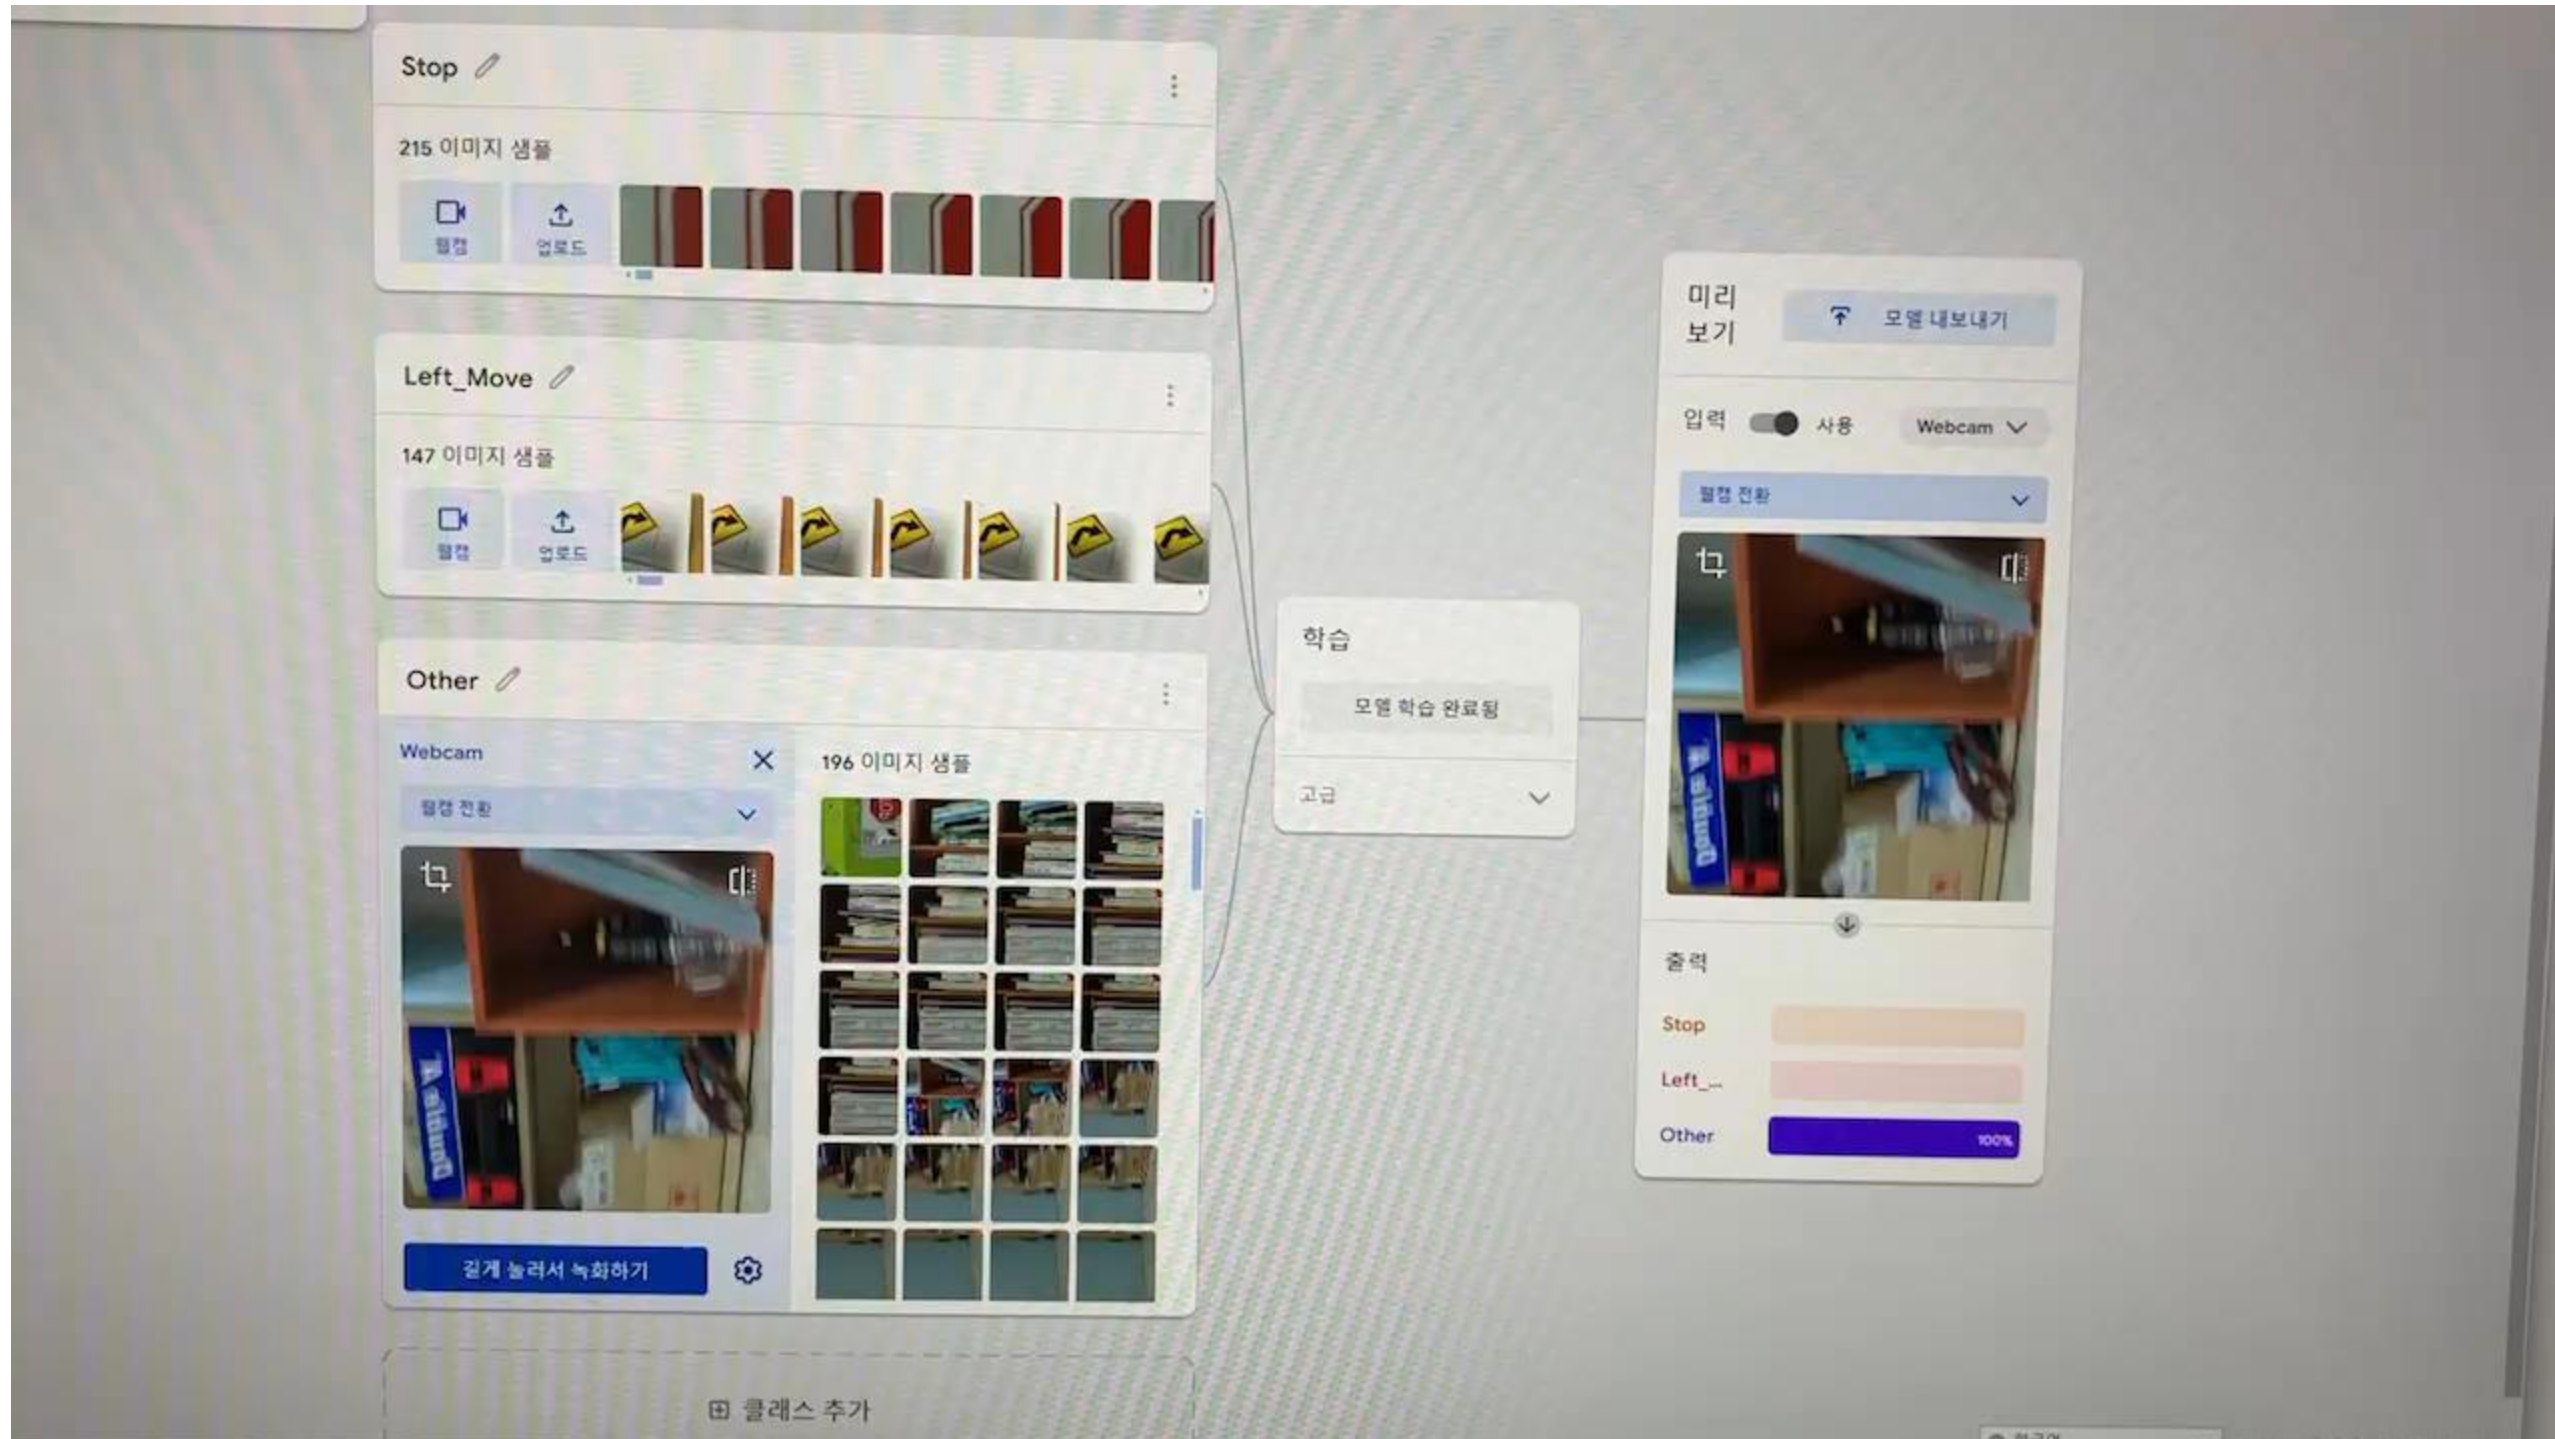 Stop
215 이미지 샘플
웹캠
업로드
Left_Move
147 이미지 샘플
웹캠
업로드
Other
Webcam
웹캠 전환
196 이미지 샘플
Double A
길게 눌러서 녹화하기
클래스 추가
학습
모델 학습 완료됨
고급
미리
보기
모델 내보내기
입력
사용
Webcam
웹캠 전환
Double A
출력
Stop
Left_...
Other
100%